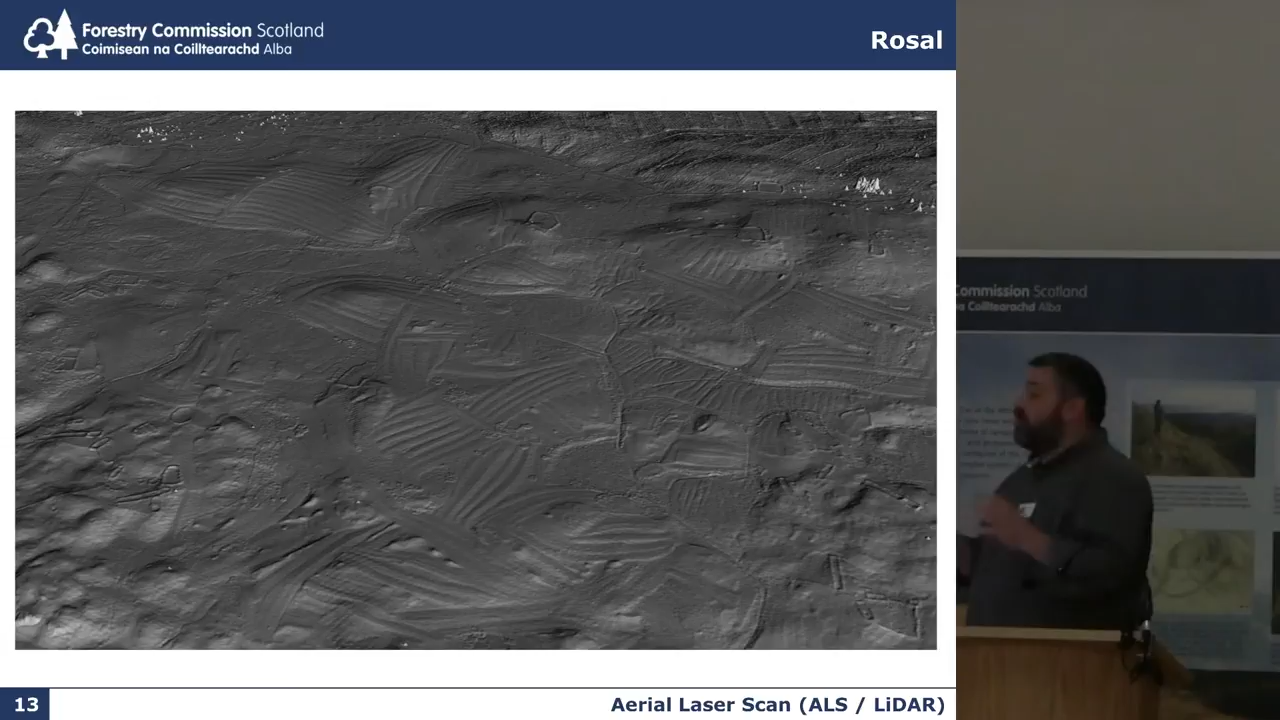 Forestry Commission Scotland
Coimisean na Coilltearachd Alba
Rosal
13
Aerial Laser Scan (ALS / LiDAR)
Commission Scotland
na Coilltearachd Alba